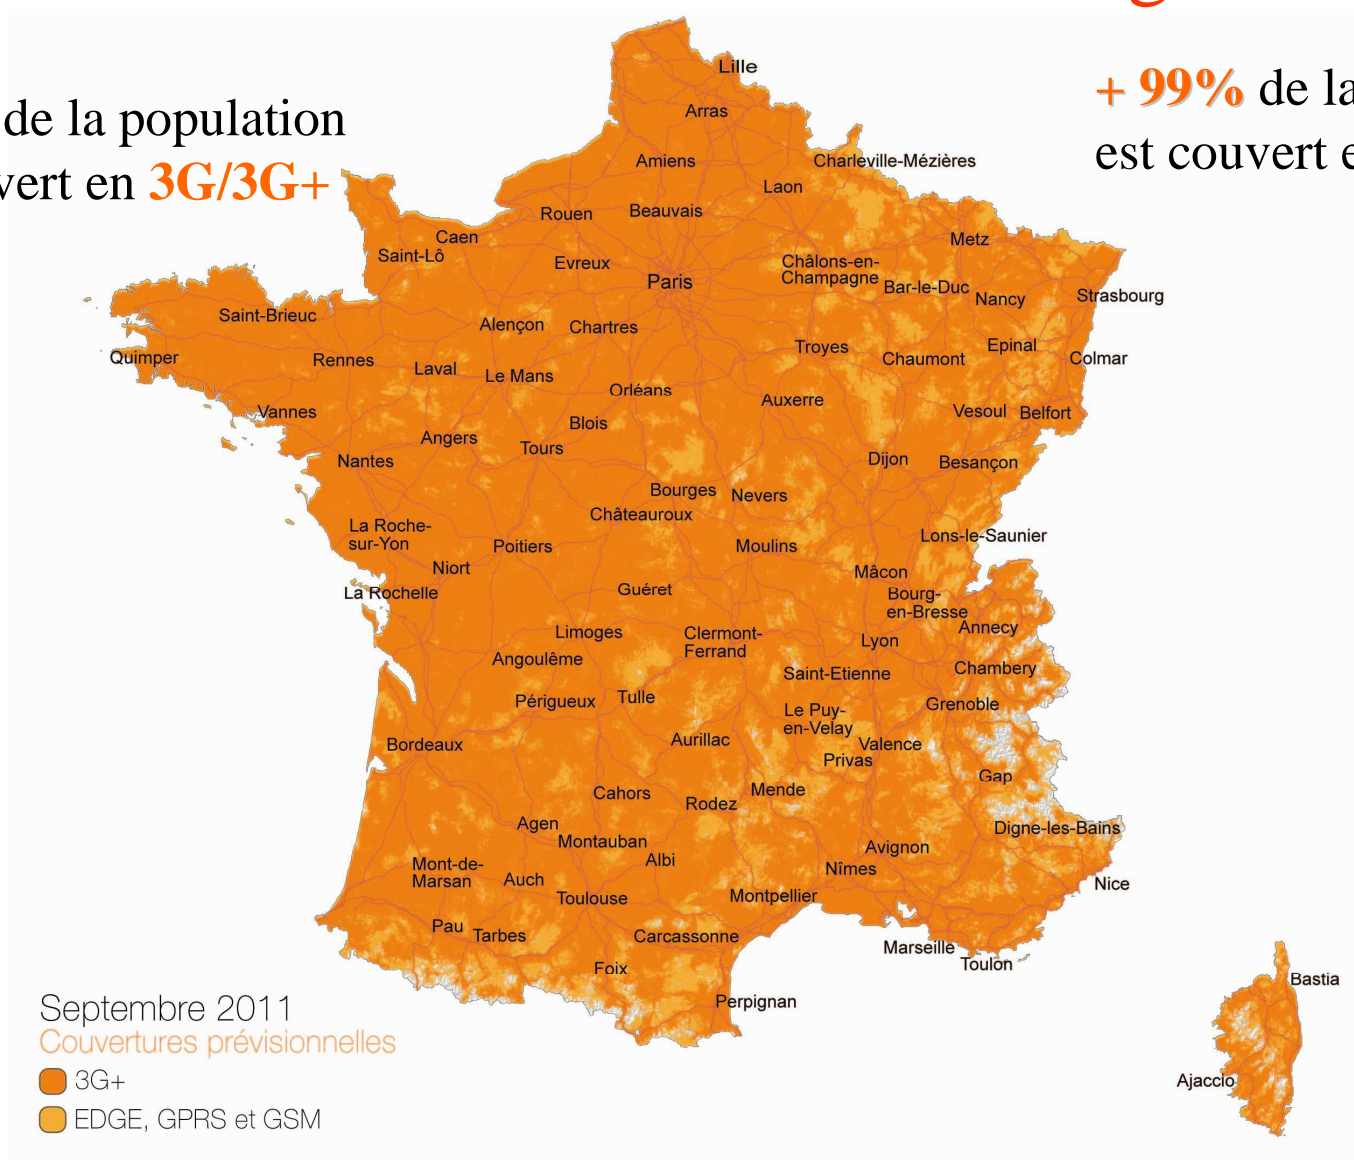 de la population
vert en 3G/3G+
+ 99% de la
est couvert e
Lille
Arras
Amiens
Charleville-Mézières
Laon
Rouen
Beauvais
Caen
Metz
Saint-Lô
Evreux
Châlons-en-
Champagne
Paris
Bar-le-Duc
Nancy
Strasbourg
Saint-Brieuc
Alençon
Chartres
Troyes
Epinal
Quimper
Rennes
Laval
Le Mans
Chaumont
Colmar
Orléans
Auxerre
Vannes
Vesoul
Belfort
Blois
Angers
Tours
Nantes
Dijon
Besançon
Bourges
Nevers
Châteauroux
La Roche-
sur-Yon
Poitiers
Moulins
Lons-le-Saunier
Niort
Mâcon
La Rochelle
Guéret
Bourg-
en-Bresse
Annecy
Limoges
Clermont-
Ferrand
Lyon
Angoulême
Saint-Etienne
Chambery
Périgueux
Tulle
Grenoble
Le Puy-
en-Velay
Bordeaux
Aurillac
Valence
Privas
Gap
Cahors
Rodez
Mende
Agen
Montauban
Digne-les-Bains
Albi
Avignon
Mont-de-
Marsan
Auch
Nîmes
Nice
Toulouse
Montpellier
Pau
Tarbes
Carcassonne
Marseille
Toulon
Foix
Bastia
Perpignan
Ajaccio
Septembre 2011
Couvertures prévisionnelles
3G+
EDGE, GPRS et GSM